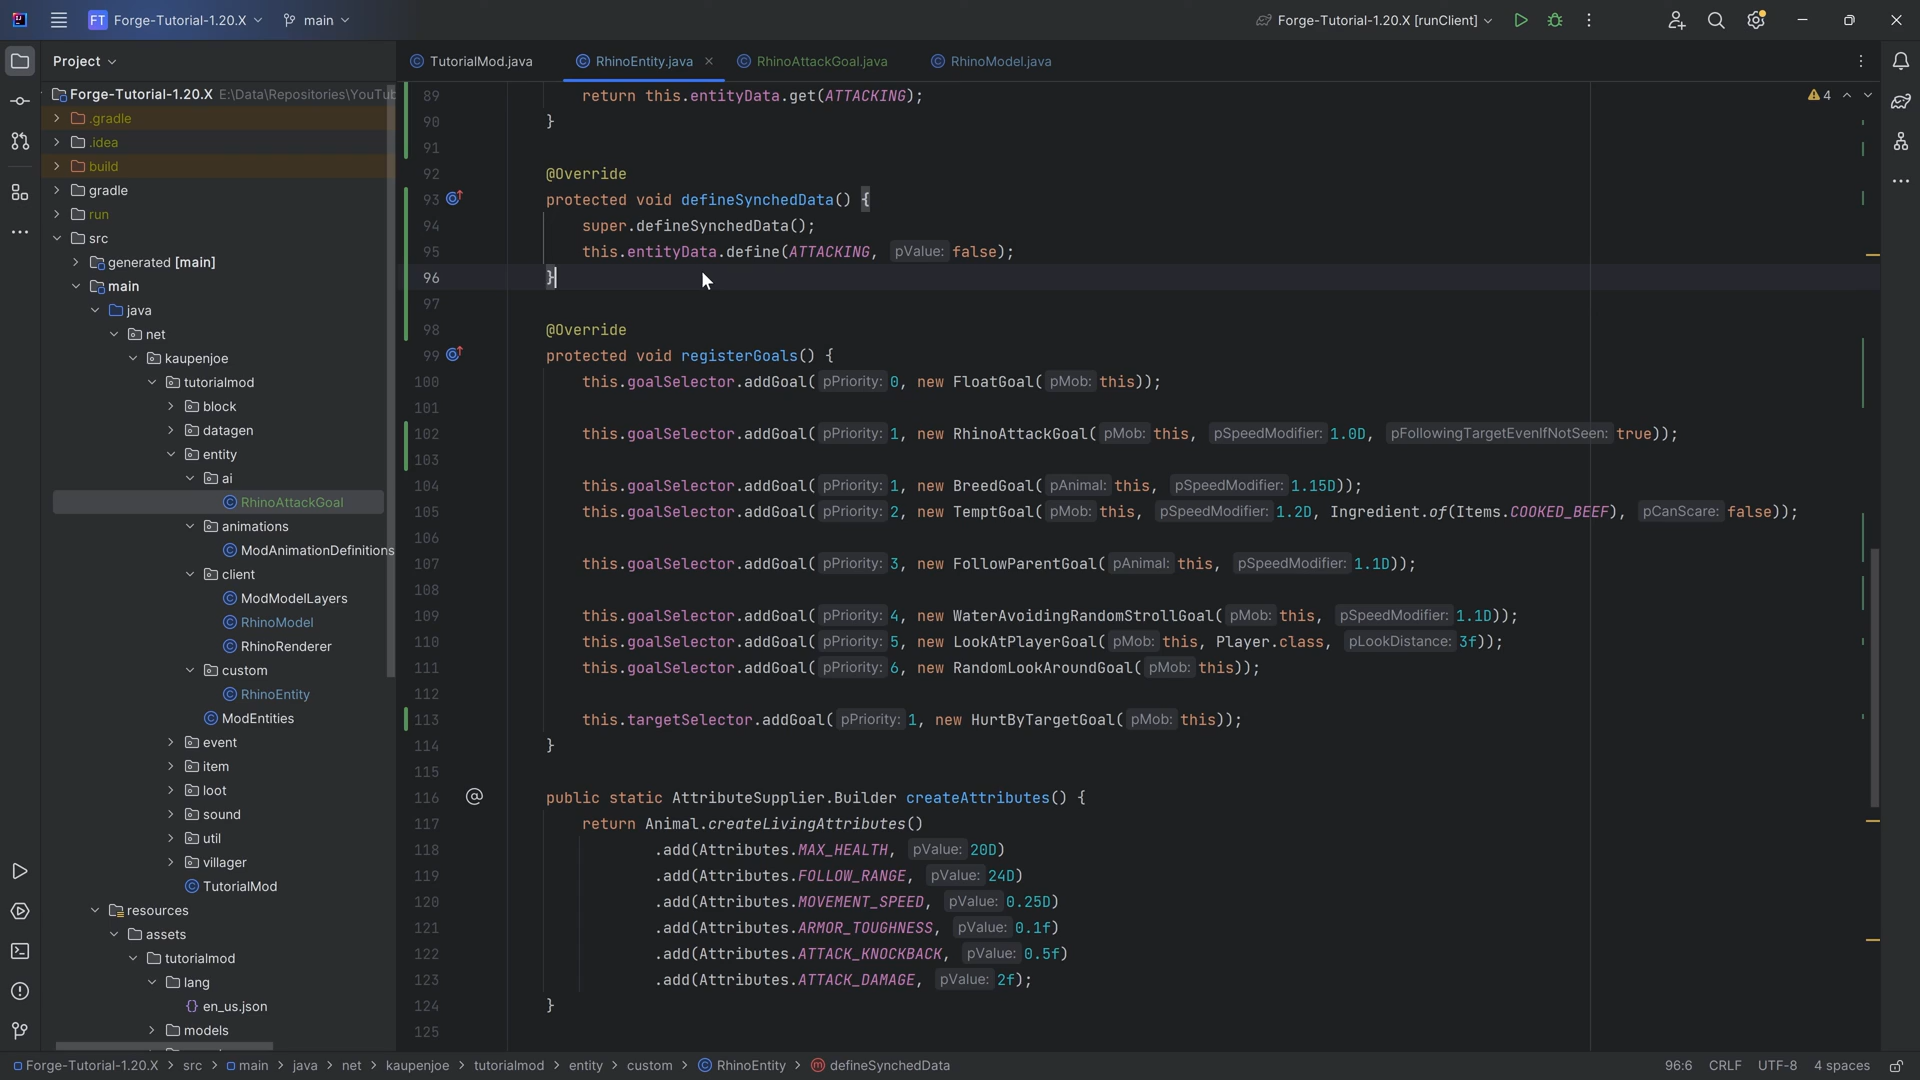 FT Forge-Tutorial-1.20.X main
Forge-Tutorial-1.20.X [runClient]
Project
TutorialMod.java RhinoEntity.java RhinoAttackGoal.java RhinoModel.java
Forge-Tutorial-1.20.X E:\Data\Repositories\YouTub
.gradle
.idea
build
gradle
run
src
generated [main]
main
java
net
kaupenjoe
tutorialmod
block
datagen
entity
ai
RhinoAttackGoal
animations
ModAnimationDefinitions
client
ModModelLayers
RhinoModel
RhinoRenderer
custom
RhinoEntity
ModEntities
event
item
loot
sound
util
villager
TutorialMod
resources
assets
tutorialmod
lang
en_us.json
models
4
89 return this.entityData.get(ATTACKING);
90 }
91
92 @Override
93 protected void defineSynchedData() {
94 super.defineSynchedData();
95 this.entityData.define(ATTACKING, pValue: false);
96 }
97
98 @Override
99 protected void registerGoals() {
100 this.goalSelector.addGoal( pPriority: 0, new FloatGoal( pMob: this));
101
102 this.goalSelector.addGoal( pPriority: 1, new RhinoAttackGoal( pMob: this, pSpeedModifier: 1.0D, pFollowingTargetEvenIfNotSeen: true));
103
104 this.goalSelector.addGoal( pPriority: 1, new BreedGoal( pAnimal: this, pSpeedModifier: 1.15D));
105 this.goalSelector.addGoal( pPriority: 2, new TemptGoal( pMob: this, pSpeedModifier: 1.2D, Ingredient.of(Items.COOKED_BEEF), pCanScare: false));
106
107 this.goalSelector.addGoal( pPriority: 3, new FollowParentGoal( pAnimal: this, pSpeedModifier: 1.1D));
108
109 this.goalSelector.addGoal( pPriority: 4, new WaterAvoidingRandomStrollGoal( pMob: this, pSpeedModifier: 1.1D));
110 this.goalSelector.addGoal( pPriority: 5, new LookAtPlayerGoal( pMob: this, Player.class, pLookDistance: 3f));
111 this.goalSelector.addGoal( pPriority: 6, new RandomLookAroundGoal( pMob: this));
112
113 this.targetSelector.addGoal( pPriority: 1, new HurtByTargetGoal( pMob: this));
114 }
115
116 @ public static AttributeSupplier.Builder createAttributes() {
117 return Animal.createLivingAttributes()
118 .add(Attributes.MAX_HEALTH, pValue: 20D)
119 .add(Attributes.FOLLOW_RANGE, pValue: 24D)
120 .add(Attributes.MOVEMENT_SPEED, pValue: 0.25D)
121 .add(Attributes.ARMOR_TOUGHNESS, pValue: 0.1f)
122 .add(Attributes.ATTACK_KNOCKBACK, pValue: 0.5f)
123 .add(Attributes.ATTACK_DAMAGE, pValue: 2f);
124 }
125
Forge-Tutorial-1.20.X > src > main > java > net > kaupenjoe > tutorialmod > entity > custom > RhinoEntity > defineSynchedData
96:6 CRLF UTF-8 4 spaces